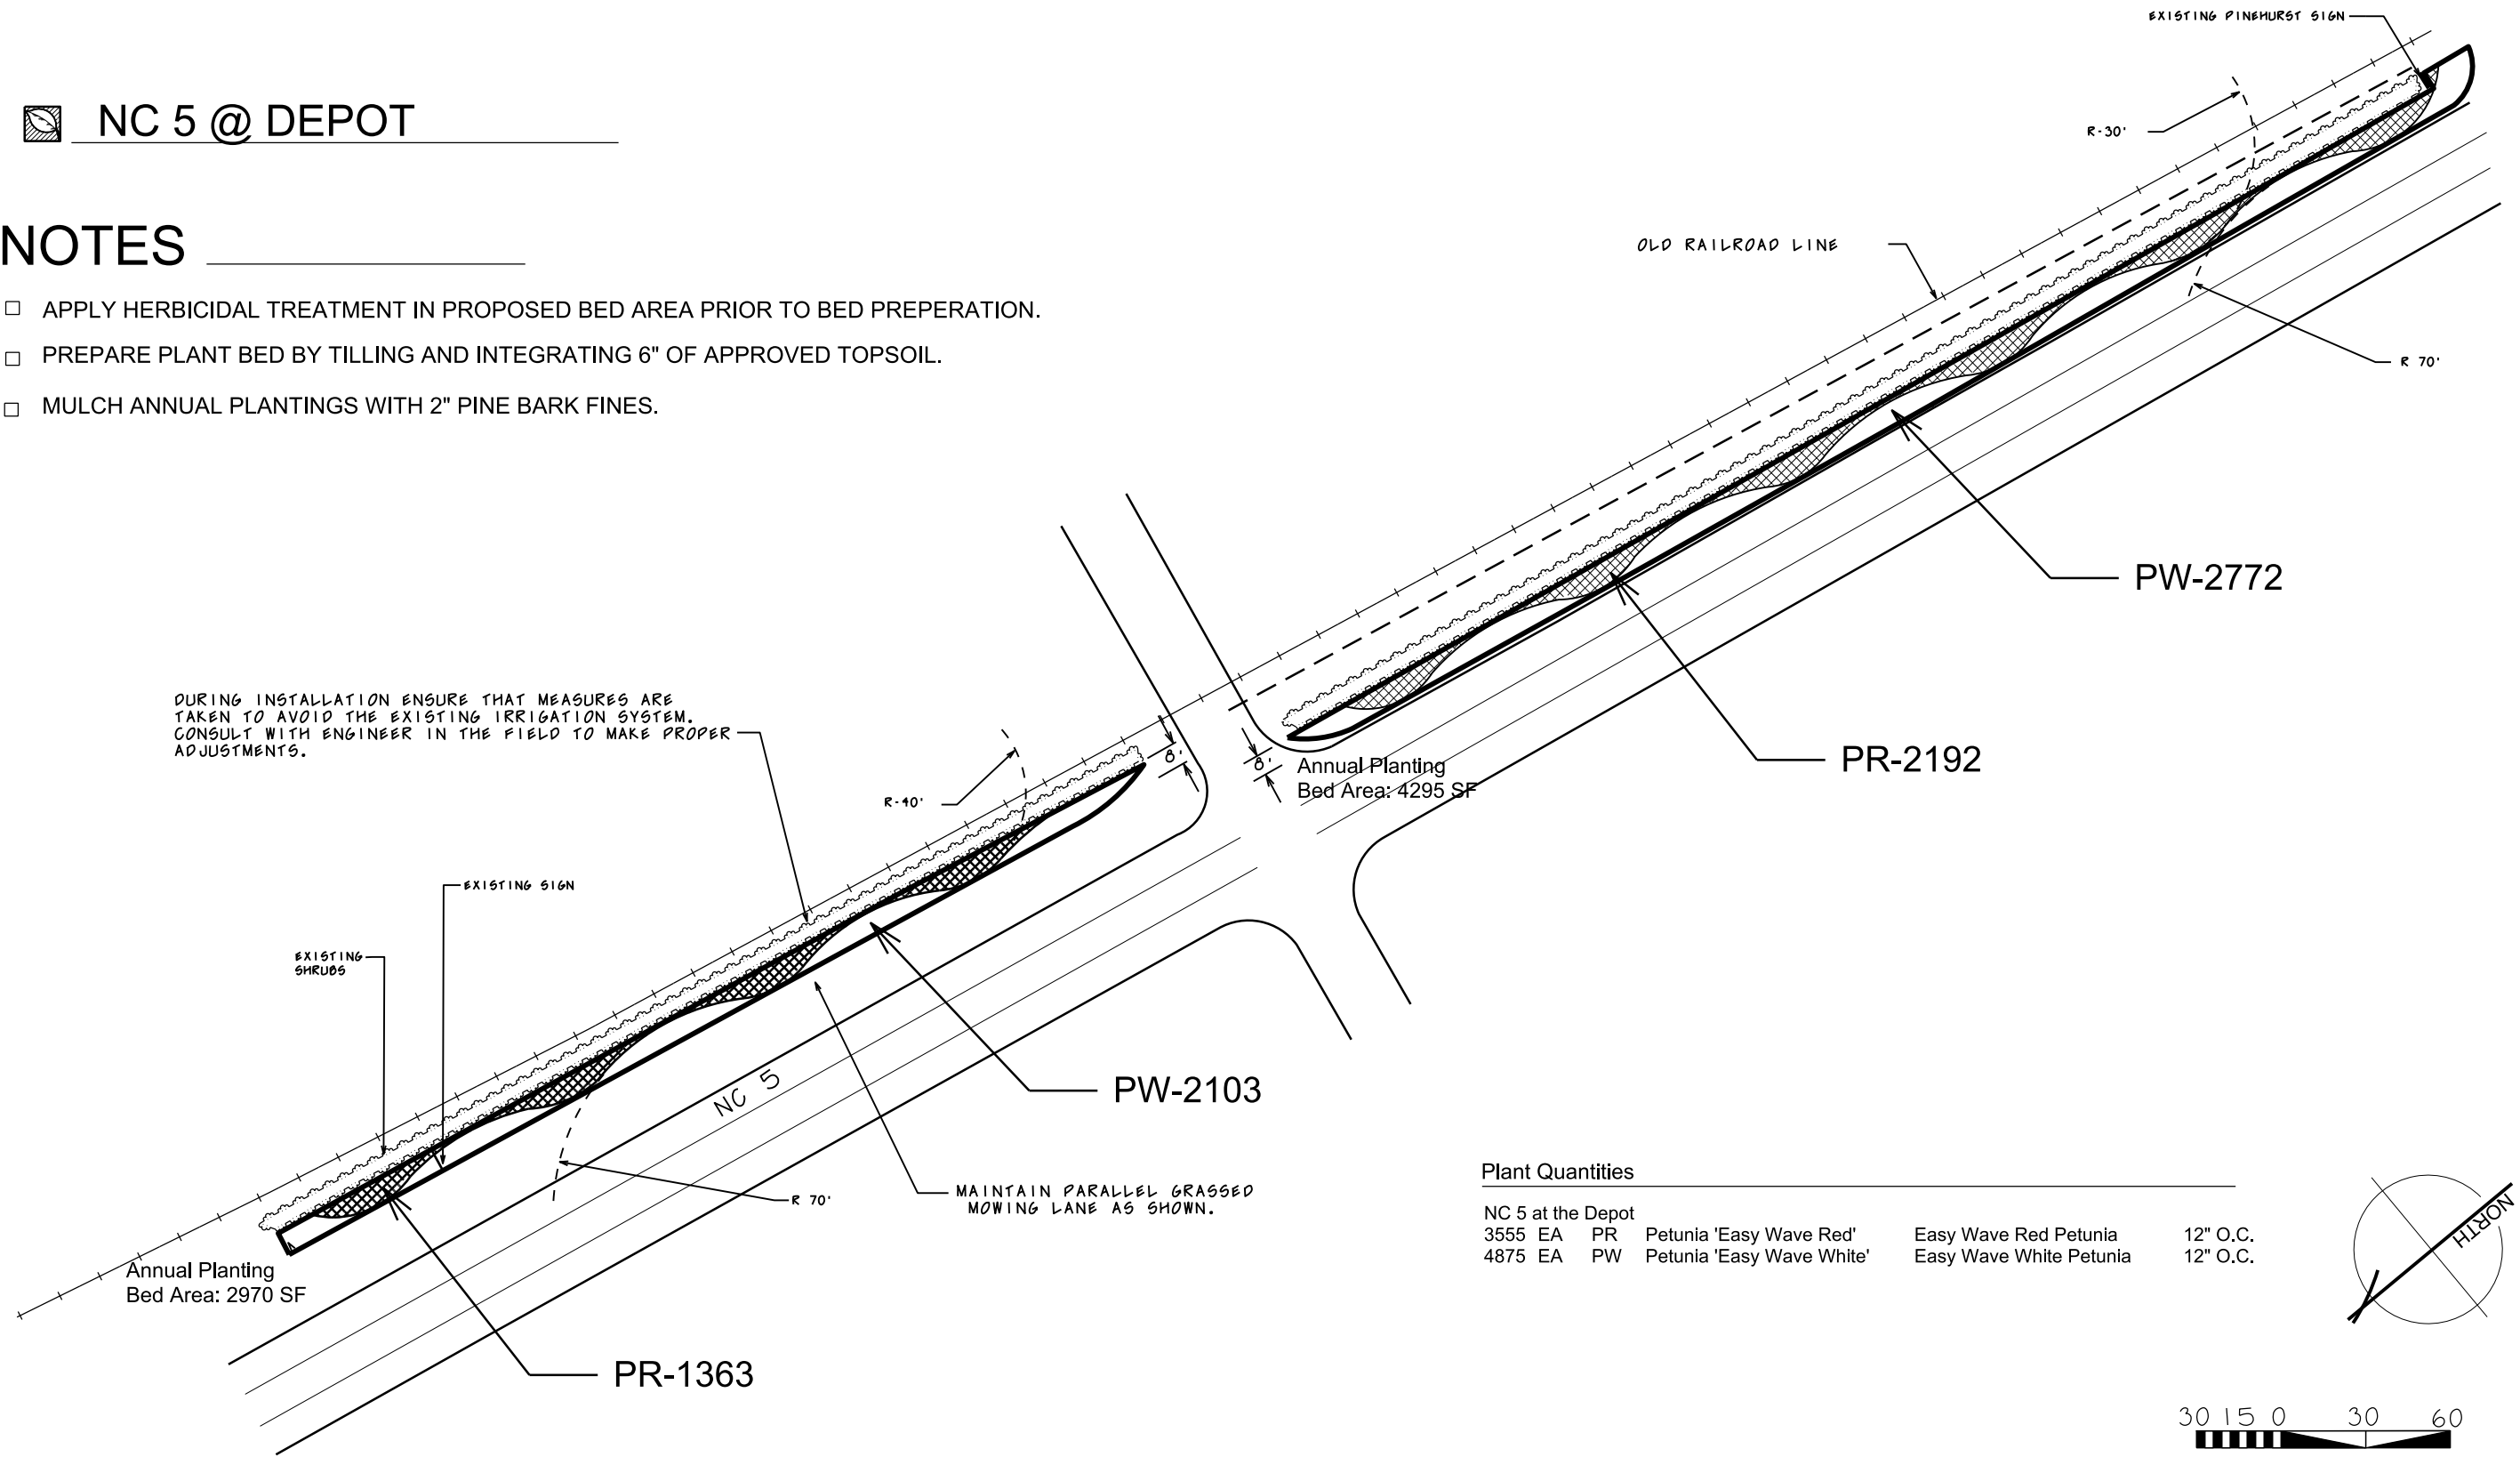 NC 5 @ DEPOT
NOTES
APPLY HERBICIDAL TREATMENT IN PROPOSED BED AREA PRIOR TO BED PREPERATION.
PREPARE PLANT BED BY TILLING AND INTEGRATING 6" OF APPROVED TOPSOIL.
MULCH ANNUAL PLANTINGS WITH 2" PINE BARK FINES.
EXISTING PINEHURST SIGN
R-30'
OLD RAILROAD LINE
R 70'
PW-2772
PR-2192
DURING INSTALLATION ENSURE THAT MEASURES ARE
TAKEN TO AVOID THE EXISTING IRRIGATION SYSTEM.
CONSULT WITH ENGINEER IN THE FIELD TO MAKE PROPER
ADJUSTMENTS.
8'
8'
Annual Planting
Bed Area: 4295 SF
R-40'
EXISTING SIGN
EXISTING
SHRUBS
NC 5
PW-2103
R 70'
MAINTAIN PARALLEL GRASSED
MOWING LANE AS SHOWN.
Annual Planting
Bed Area: 2970 SF
PR-1363
Plant Quantities
NC 5 at the Depot
3555 EA PR Petunia 'Easy Wave Red' Easy Wave Red Petunia 12" O.C.
4875 EA PW Petunia 'Easy Wave White' Easy Wave White Petunia 12" O.C.
NORTH
30 15 0 30 60